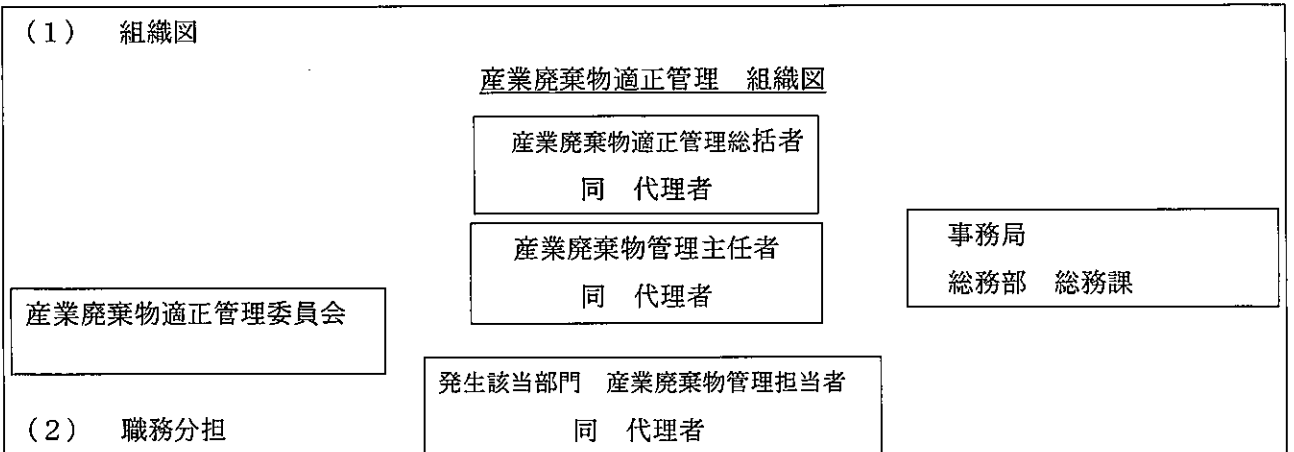 (1) 組織図
産業廃棄物適正管理 組織図
産業廃棄物適正管理総括者
同 代理者
産業廃棄物管理主任者
同 代理者
事務局
総務部 総務課
産業廃棄物適正管理委員会
発生該当部門 産業廃棄物管理担当者
同 代理者
(2) 職務分担